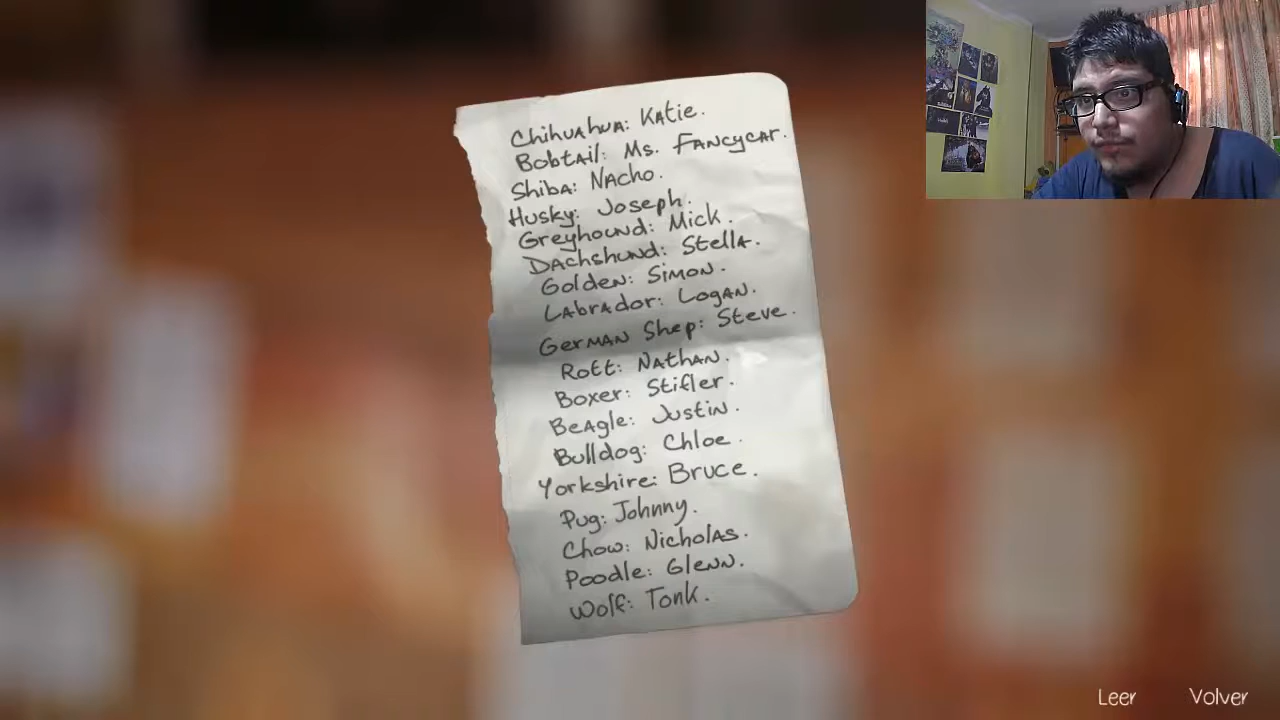 Chihuahua: Katie.
Bobtail: Ms. Fancycar.
Shiba: Nacho.
Husky: Joseph.
Greyhound: Mick.
Dachshund: Stella.
Golden: Simon.
Labrador: Logan.
German Shep: Steve.
Rott: Nathan.
Boxer: Stifler.
Beagle: Justin.
Bulldog: Chloe.
Yorkshire: Bruce.
Pug: Johnny.
Chow: Nicholas.
Poodle: Glenn.
Wolf: Tonk.
Leer Volver